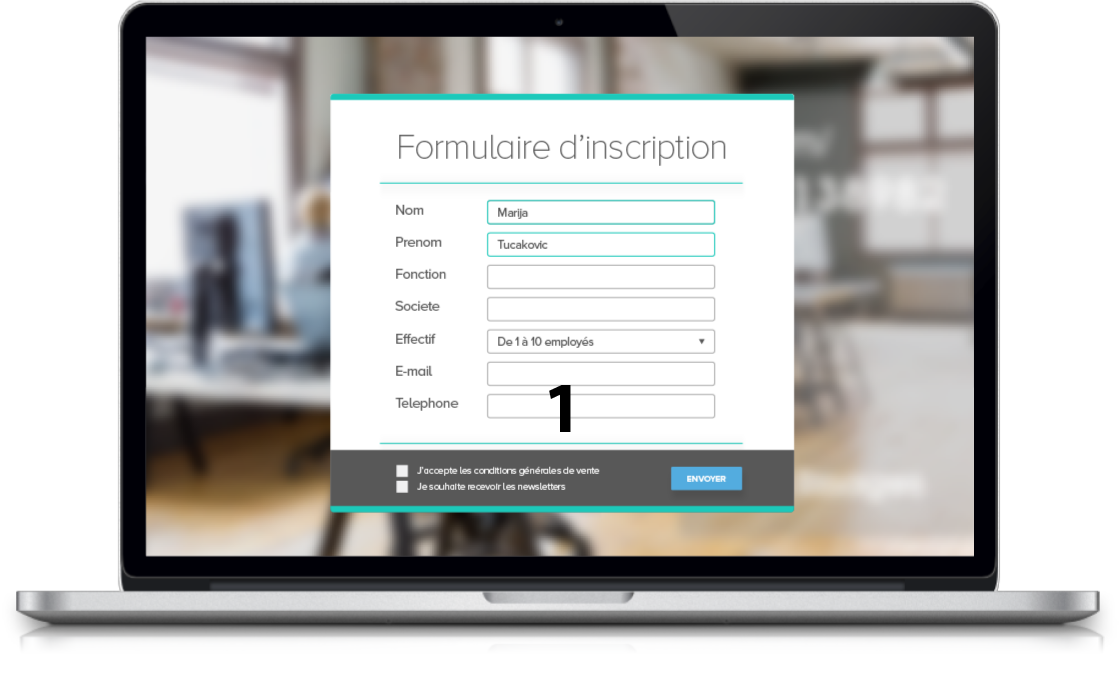 Formulaire d'inscription
Nom Marija
Prenom Tucakovic
Fonction
Societe
Effectif De 1 à 10 employés
E-mail
Telephone
1
J'accepte les conditions générales de vente
Je souhaite recevoir les newsletters
ENVOYER